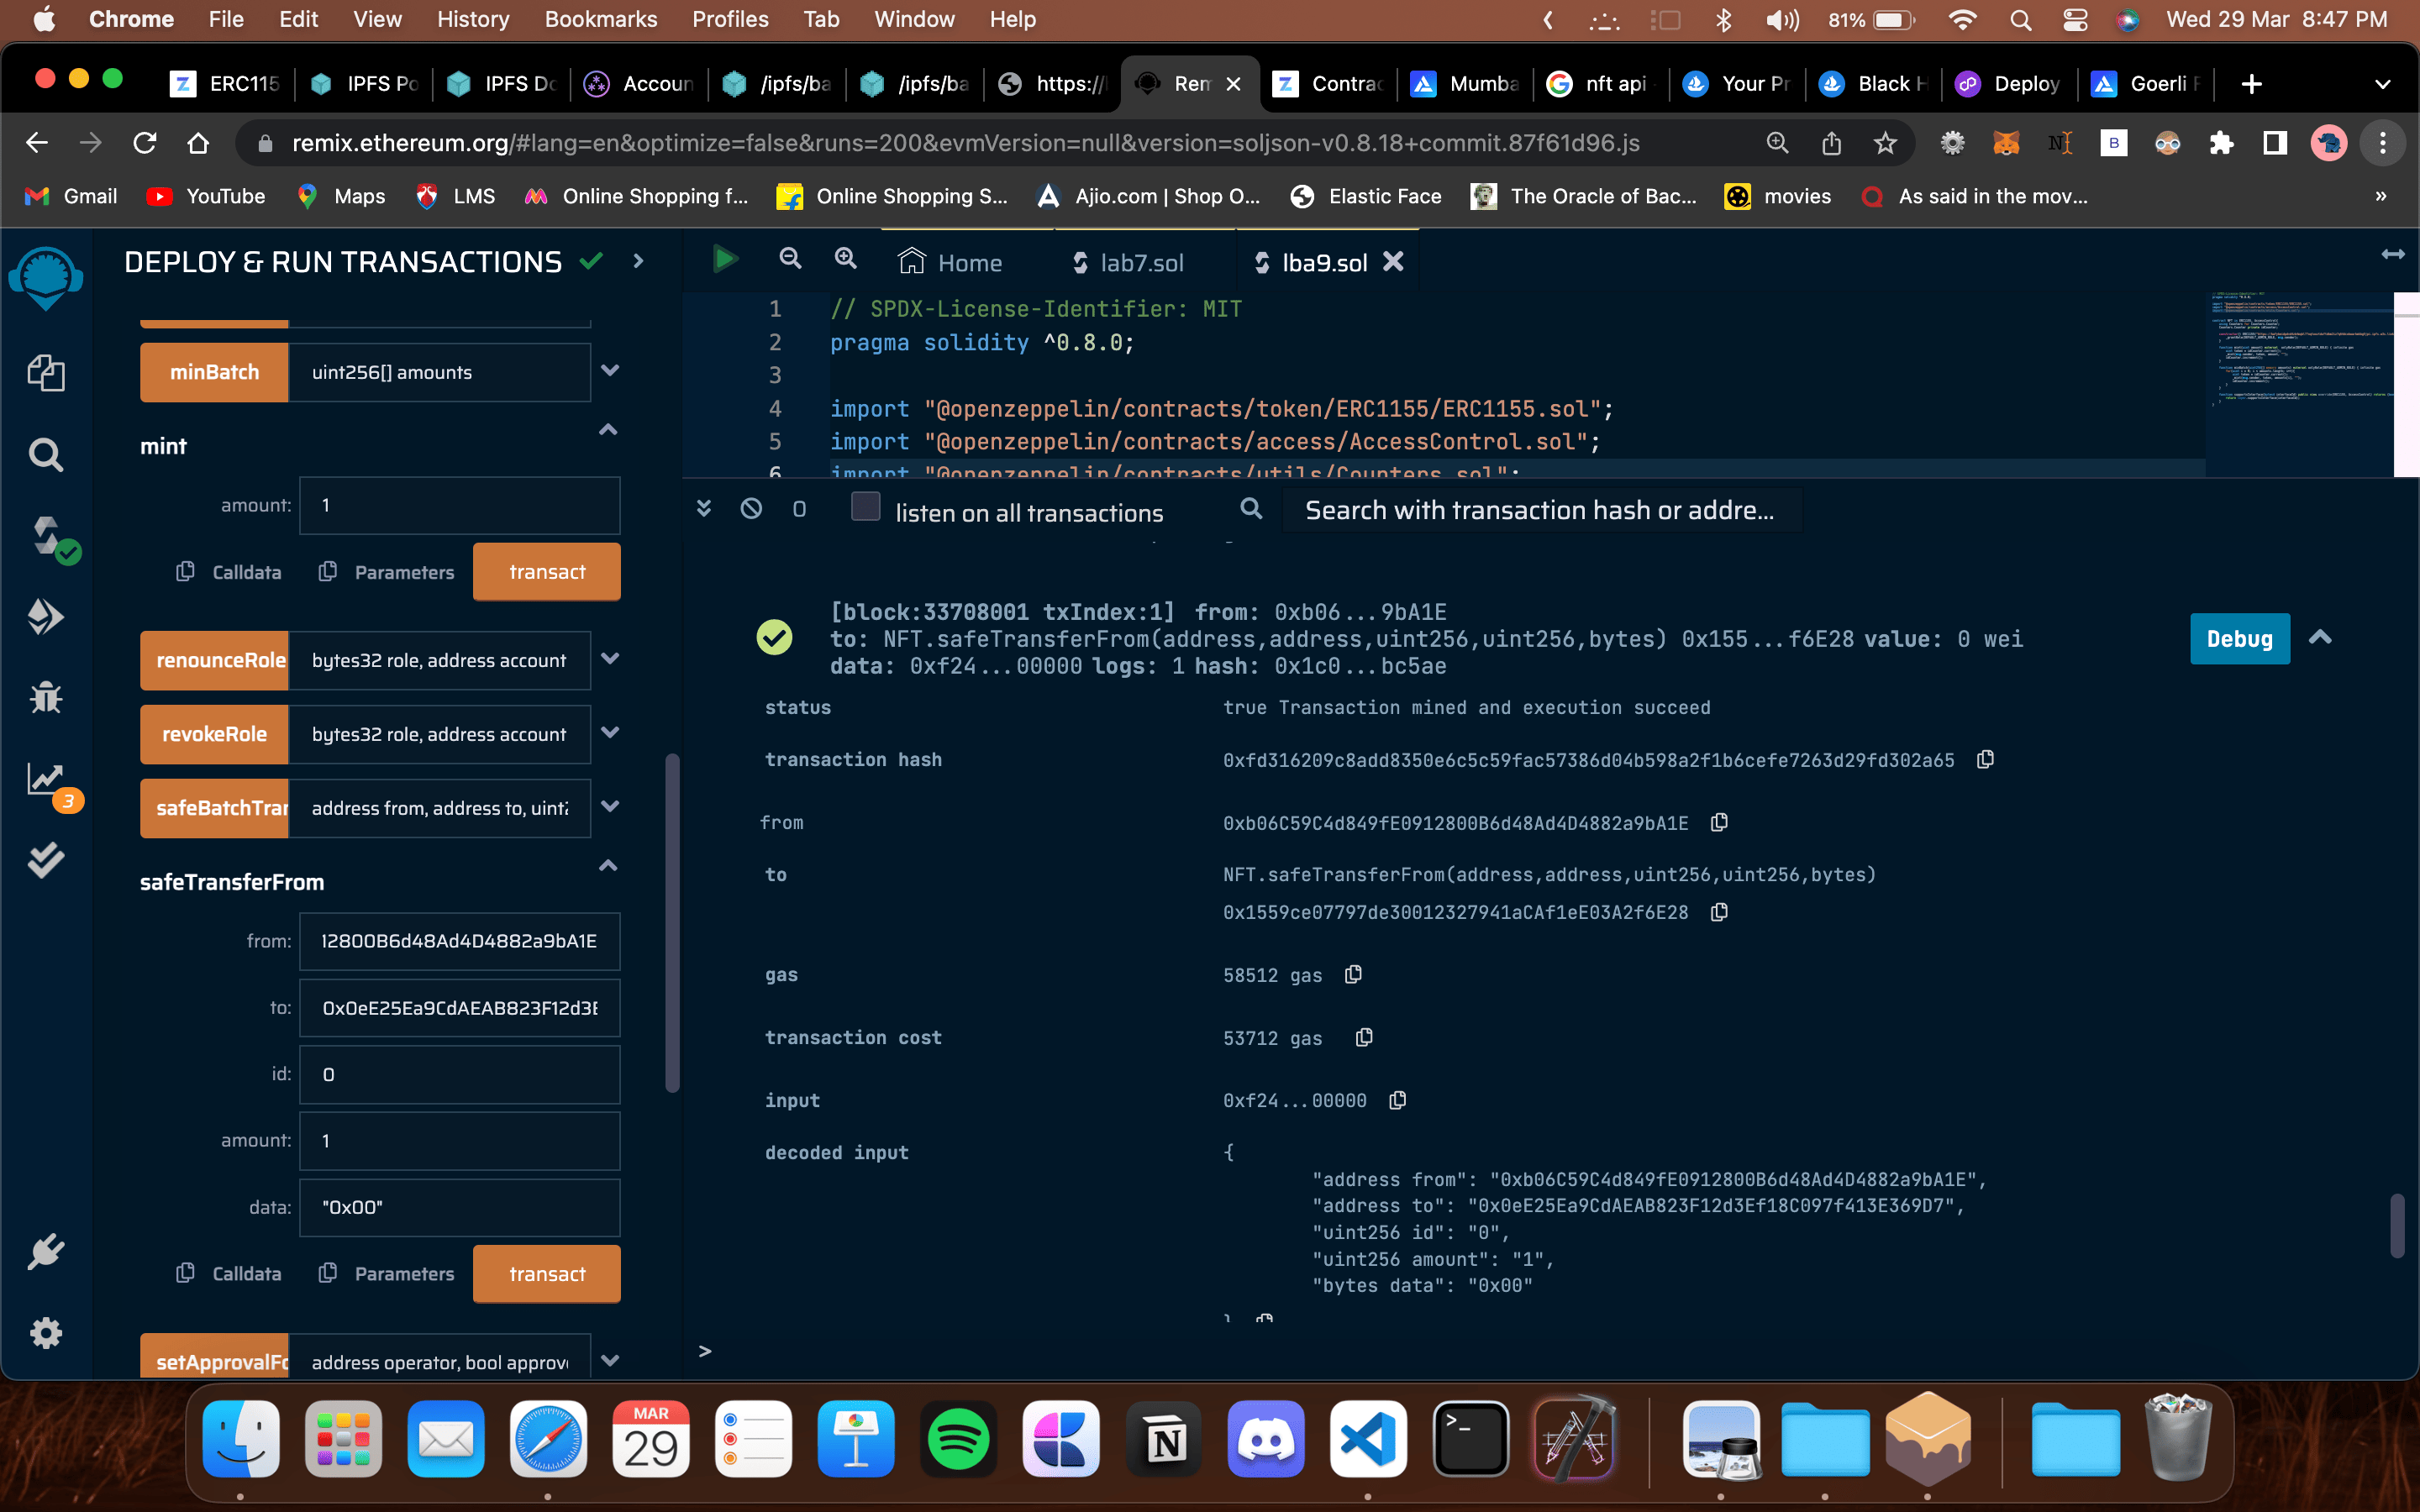 Chrome File Edit View History Bookmarks Profiles Tab Window Help 81% Wed 29 Mar 8:47 PM
ERC115 IPFS Po IPFS Do Accoun /ipfs/ba /ipfs/ba https:// Rem Contrac Mumba nft api Your Pr Black H Deploy Goerli F
remix.ethereum.org/#lang=en&optimize=false&runs=200&evmVersion=null&version=soljson-v0.8.18+commit.87f61d96.js
Gmail YouTube Maps LMS Online Shopping f... Online Shopping S... Ajio.com | Shop O... Elastic Face The Oracle of Bac... movies As said in the mov... »
DEPLOY & RUN TRANSACTIONS
minBatch uint256[] amounts
mint
amount: 1
Calldata Parameters transact
renounceRole bytes32 role, address account
revokeRole bytes32 role, address account
safeBatchTrar address from, address to, uint2
3
safeTransferFrom
from: 12800B6d48Ad4D4882a9bA1E
to: 0x0eE25Ea9CdAEAB823F12d3E
id: 0
amount: 1
data: "0x00"
Calldata Parameters transact
setApprovalFo address operator, bool approve
Home lab7.sol lba9.sol
1 // SPDX-License-Identifier: MIT
2 pragma solidity ^0.8.0;
3
4 import "@openzeppelin/contracts/token/ERC1155/ERC1155.sol";
5 import "@openzeppelin/contracts/access/AccessControl.sol";
6 import "@openzeppelin/contracts/utils/Counters.sol";
0 listen on all transactions Search with transaction hash or addre...
[block:33708001 txIndex:1] from: 0xb06...9bA1E
to: NFT.safeTransferFrom(address,address,uint256,uint256,bytes) 0x155...f6E28 value: 0 wei
data: 0xf24...00000 logs: 1 hash: 0x1c0...bc5ae
Debug
status true Transaction mined and execution succeed
transaction hash 0xfd316209c8add8350e6c5c59fac57386d04b598a2f1b6cefe7263d29fd302a65
from 0xb06C59C4d849fE0912800B6d48Ad4D4882a9bA1E
to NFT.safeTransferFrom(address,address,uint256,uint256,bytes)
0x1559ce07797de30012327941aCAf1eE03A2f6E28
gas 58512 gas
transaction cost 53712 gas
input 0xf24...00000
decoded input {
"address from": "0xb06C59C4d849fE0912800B6d48Ad4D4882a9bA1E",
"address to": "0x0eE25Ea9CdAEAB823F12d3Ef18C097f413E369D7",
"uint256 id": "0",
"uint256 amount": "1",
"bytes data": "0x00"
}
>
MAR
29